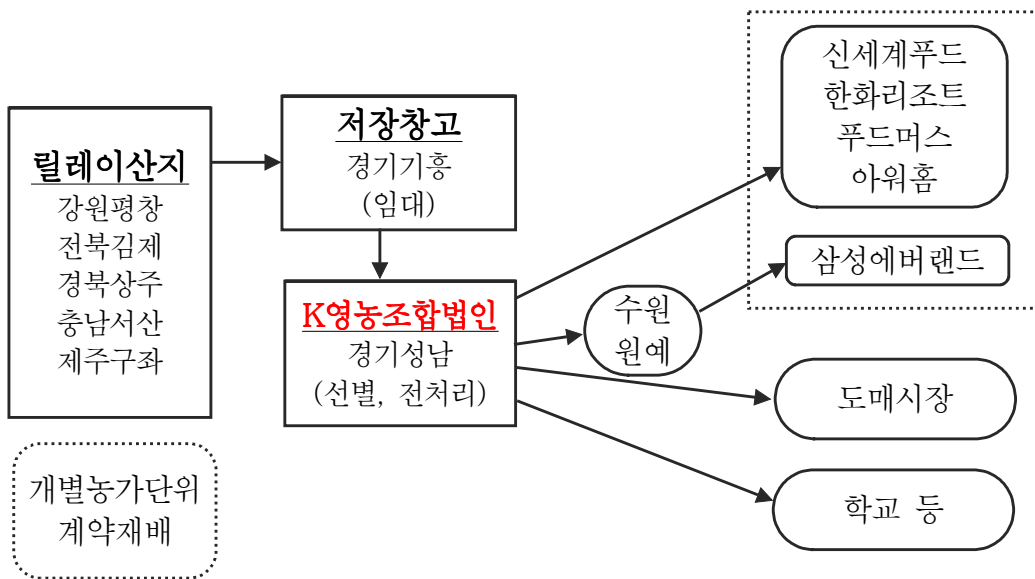 릴레이산지
강원평창
전북김제
경북상주
충남서산
제주구좌
개별농가단위
계약재배
저장창고
경기기흥
(임대)
K영농조합법인
경기성남
(선별, 전처리)
수원
원예
신세계푸드
한화리조트
푸드머스
아워홈
삼성에버랜드
도매시장
학교 등